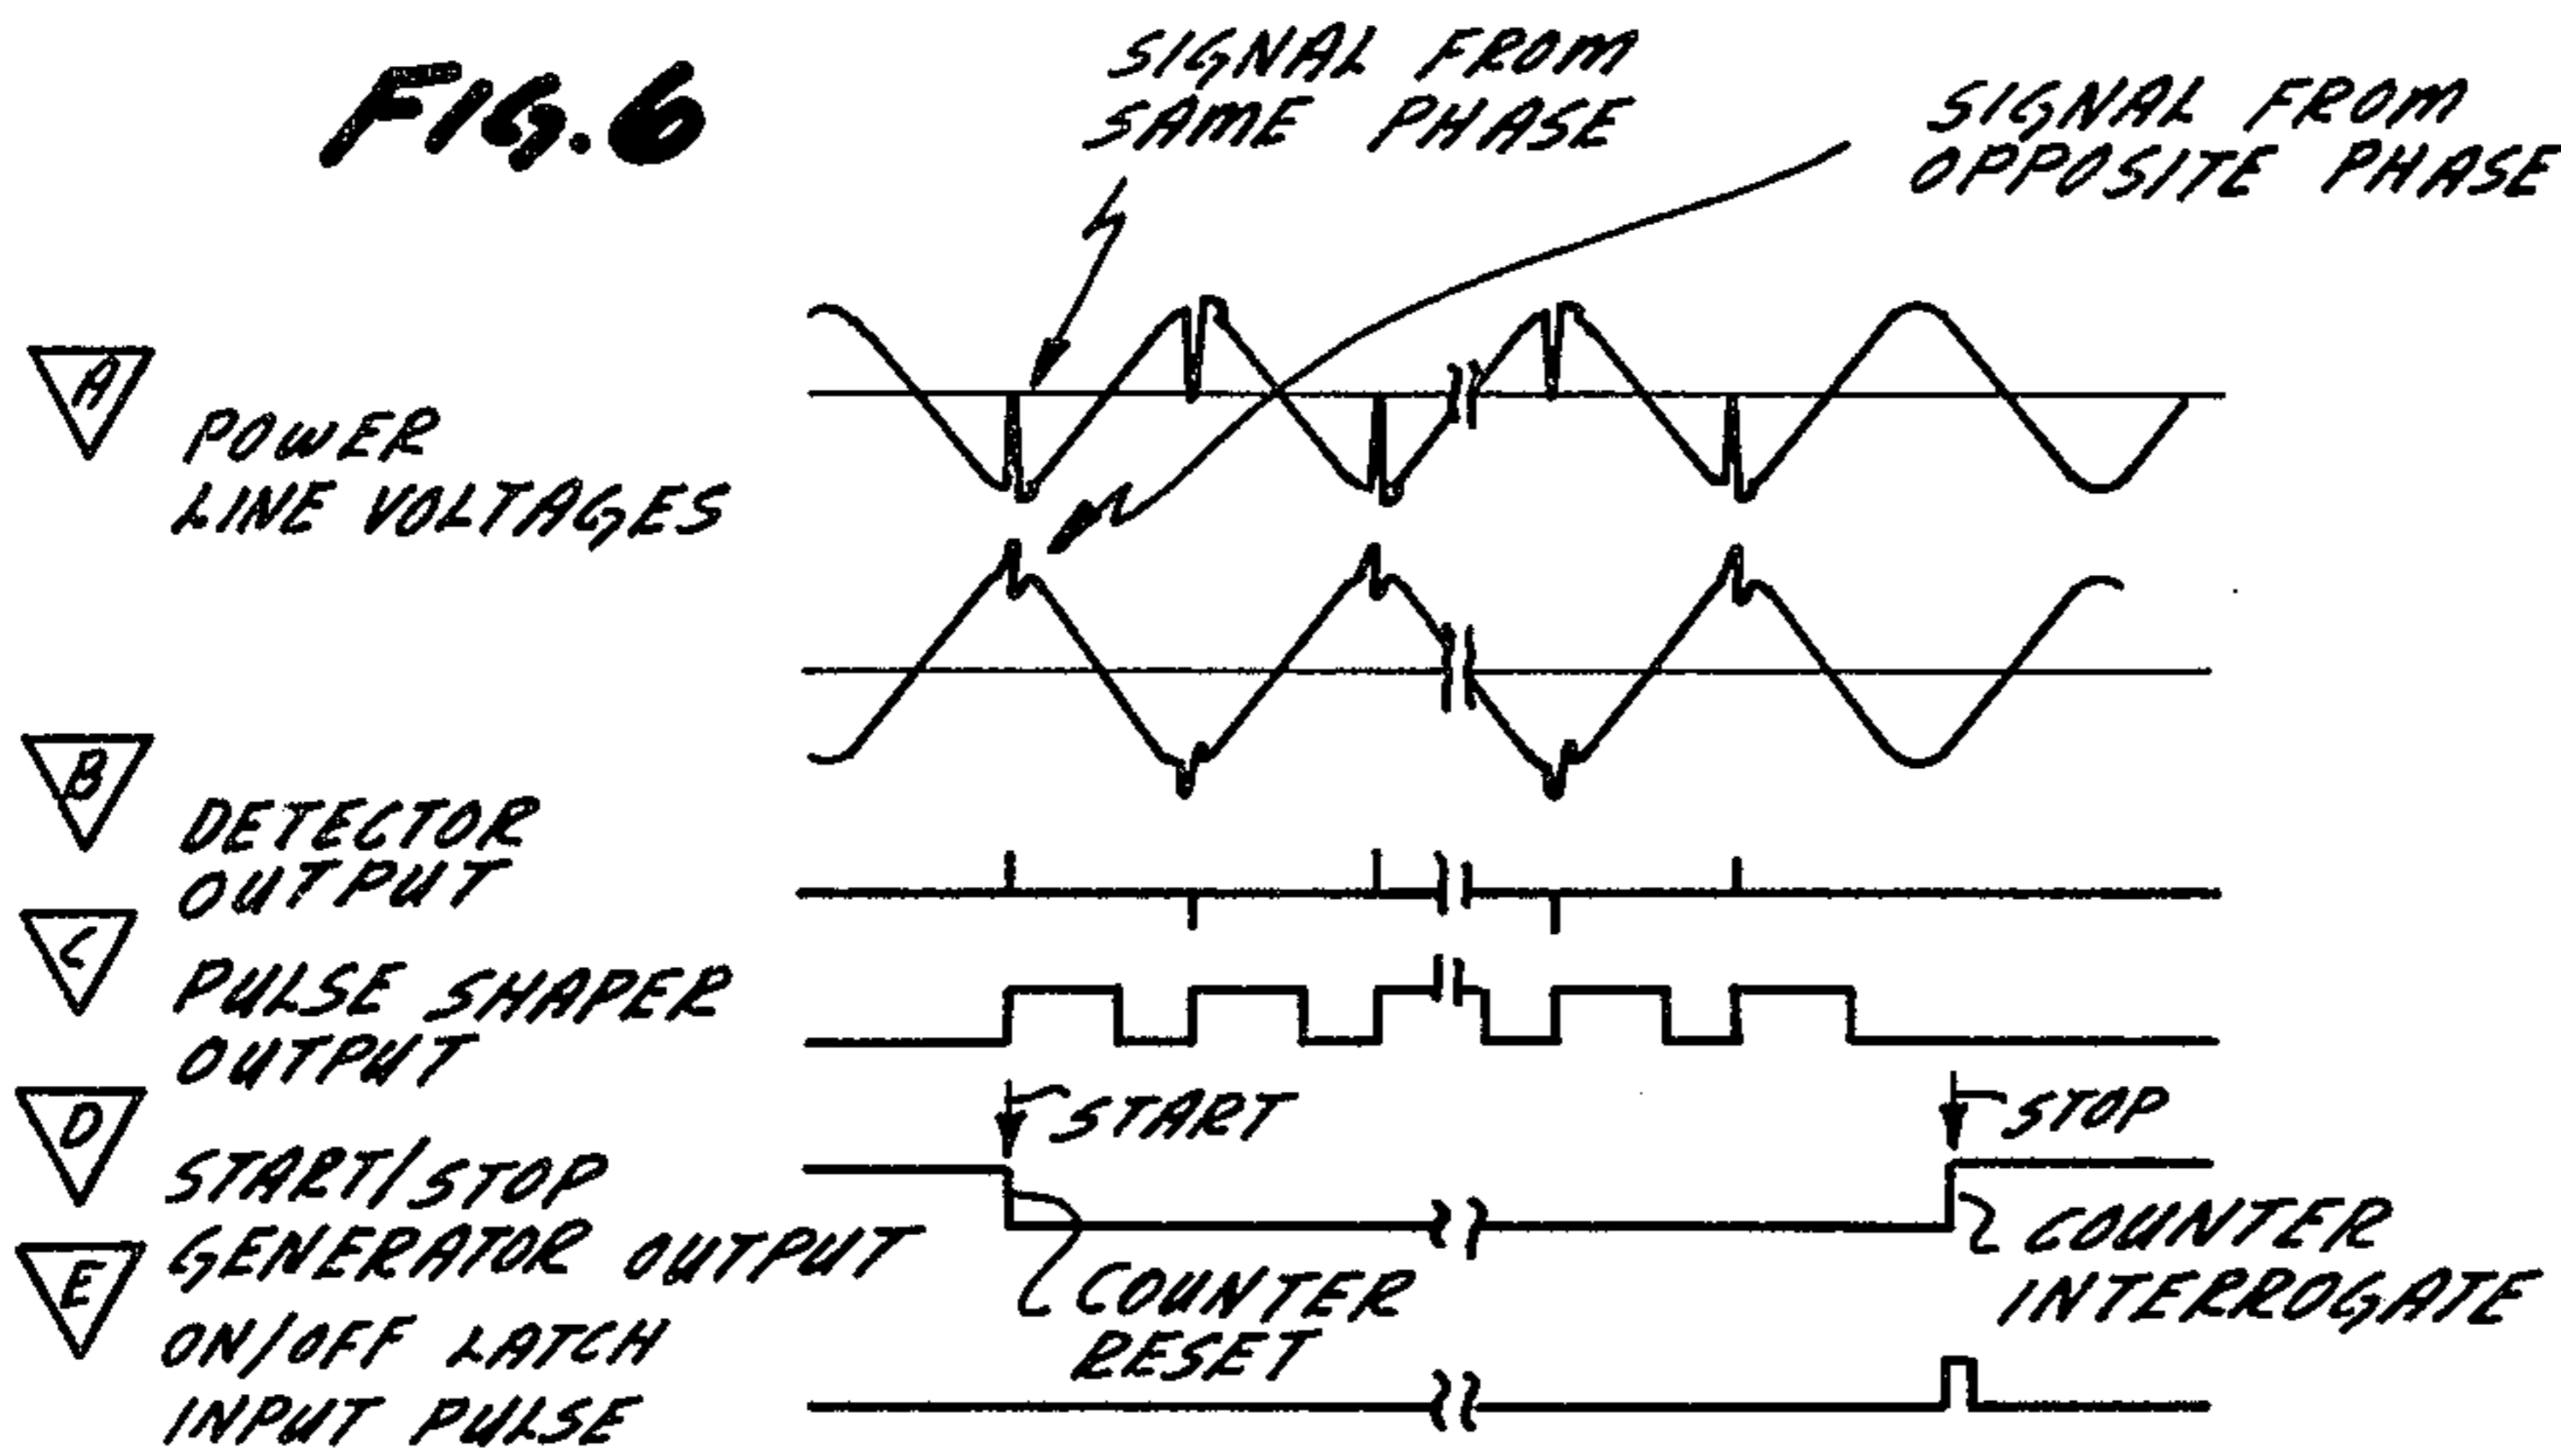 FIG. 6
SIGNAL FROM
SAME PHASE
SIGNAL FROM
OPPOSITE PHASE
A
POWER
LINE VOLTAGES
B
DETECTOR
OUTPUT
C
PULSE SHAPER
OUTPUT
D
START
STOP
START/STOP
GENERATOR OUTPUT
COUNTER
RESET
COUNTER
INTERROGATE
E
ON/OFF LATCH
INPUT PULSE